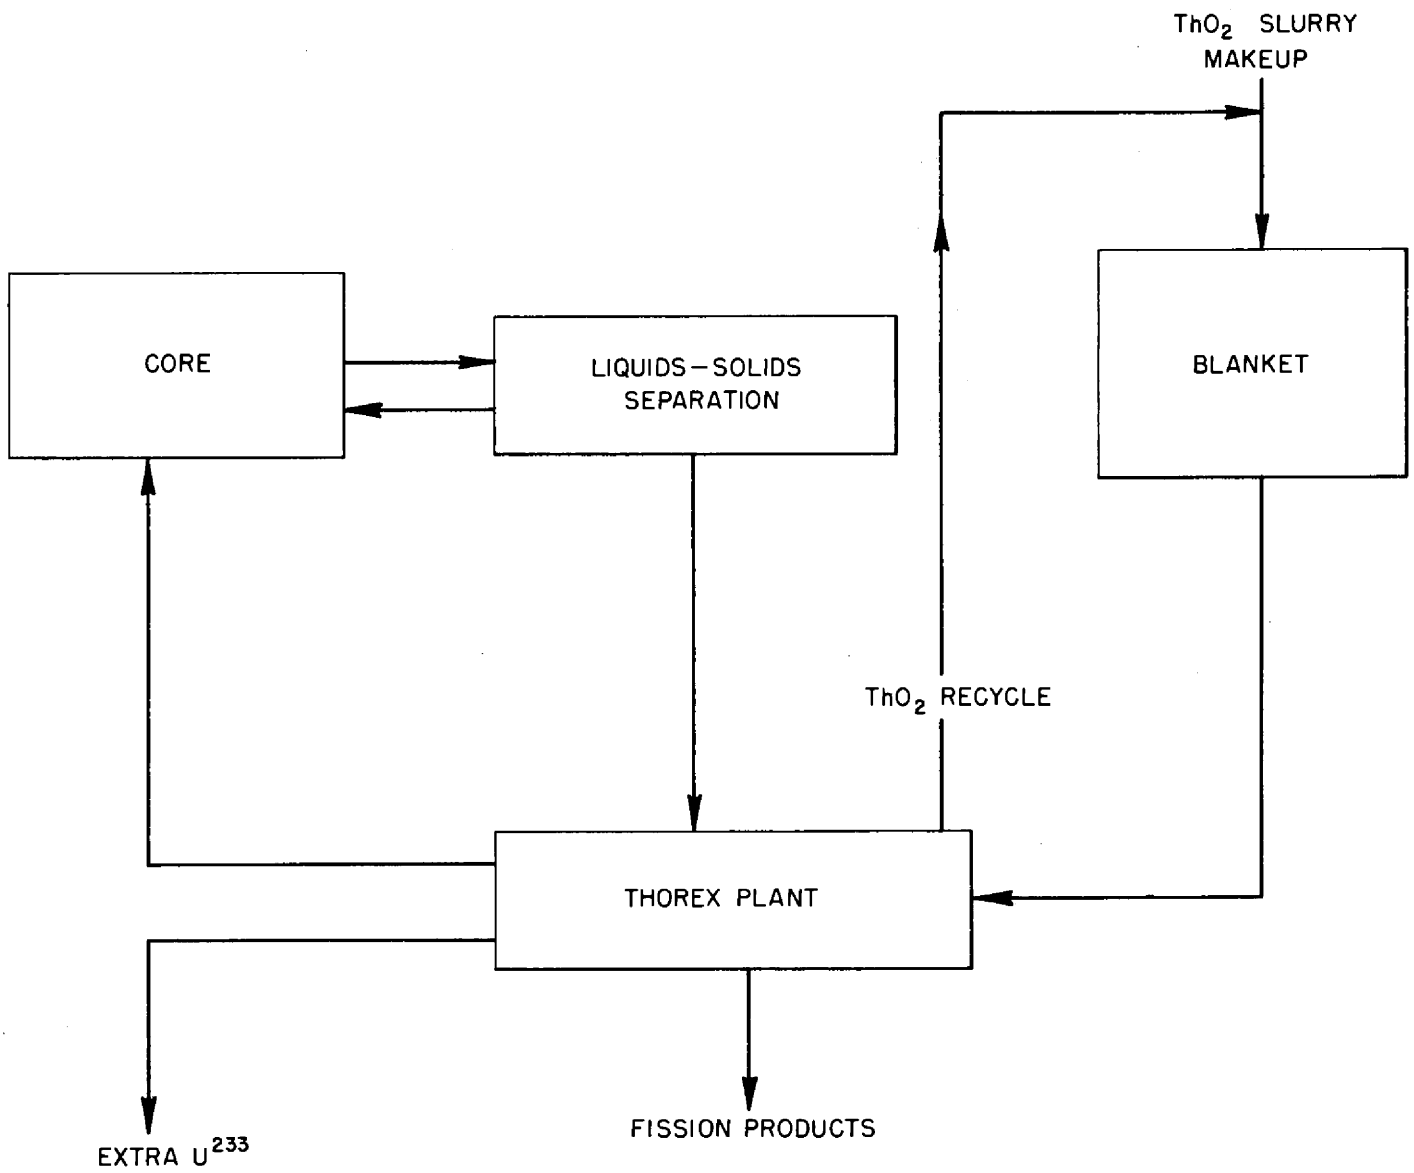 ThO₂ SLURRY
MAKEUP
CORE
LIQUIDS–SOLIDS
SEPARATION
BLANKET
ThO₂ RECYCLE
THOREX PLANT
FISSION PRODUCTS
EXTRA U²³³